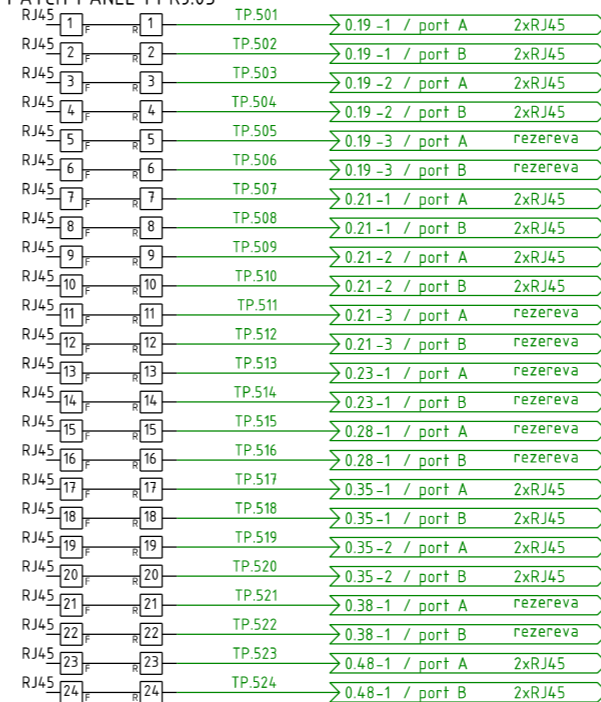 RJ45 1 F R 1 TP.501 0.19 -1 / port A 2xRJ45
RJ45 2 F R 2 TP.502 0.19 -1 / port B 2xRJ45
RJ45 3 F R 3 TP.503 0.19 -2 / port A 2xRJ45
RJ45 4 F R 4 TP.504 0.19 -2 / port B 2xRJ45
RJ45 5 F R 5 TP.505 0.19 -3 / port A rezereva
RJ45 6 F R 6 TP.506 0.19 -3 / port B rezereva
RJ45 7 F R 7 TP.507 0.21 -1 / port A 2xRJ45
RJ45 8 F R 8 TP.508 0.21 -1 / port B 2xRJ45
RJ45 9 F R 9 TP.509 0.21 -2 / port A 2xRJ45
RJ45 10 F R 10 TP.510 0.21 -2 / port B 2xRJ45
RJ45 11 F R 11 TP.511 0.21 -3 / port A rezereva
RJ45 12 F R 12 TP.512 0.21 -3 / port B rezereva
RJ45 13 F R 13 TP.513 0.23 -1 / port A rezereva
RJ45 14 F R 14 TP.514 0.23 -1 / port B rezereva
RJ45 15 F R 15 TP.515 0.28 -1 / port A rezereva
RJ45 16 F R 16 TP.516 0.28 -1 / port B rezereva
RJ45 17 F R 17 TP.517 0.35 -1 / port A 2xRJ45
RJ45 18 F R 18 TP.518 0.35 -1 / port B 2xRJ45
RJ45 19 F R 19 TP.519 0.35 -2 / port A 2xRJ45
RJ45 20 F R 20 TP.520 0.35 -2 / port B 2xRJ45
RJ45 21 F R 21 TP.521 0.38 -1 / port A rezereva
RJ45 22 F R 22 TP.522 0.38 -1 / port B rezereva
RJ45 23 F R 23 TP.523 0.48 -1 / port A 2xRJ45
RJ45 24 F R 24 TP.524 0.48 -1 / port B 2xRJ45